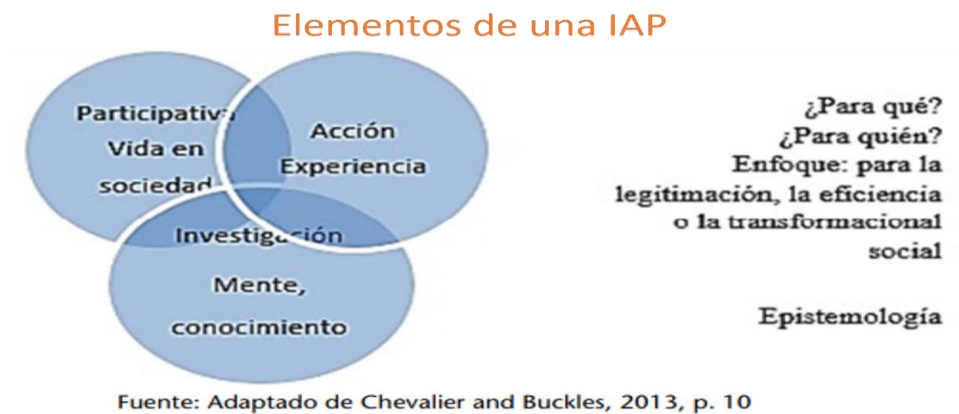 Elementos de una IAP
Participativa
Vida en
sociedad
Acción
Experiencia
Investigación
Mente,
conocimiento
¿Para qué?
¿Para quién?
Enfoque: para la
legitimación, la eficiencia
o la transformacional
social
Epistemología
Fuente: Adaptado de Chevalier and Buckles, 2013, p. 10